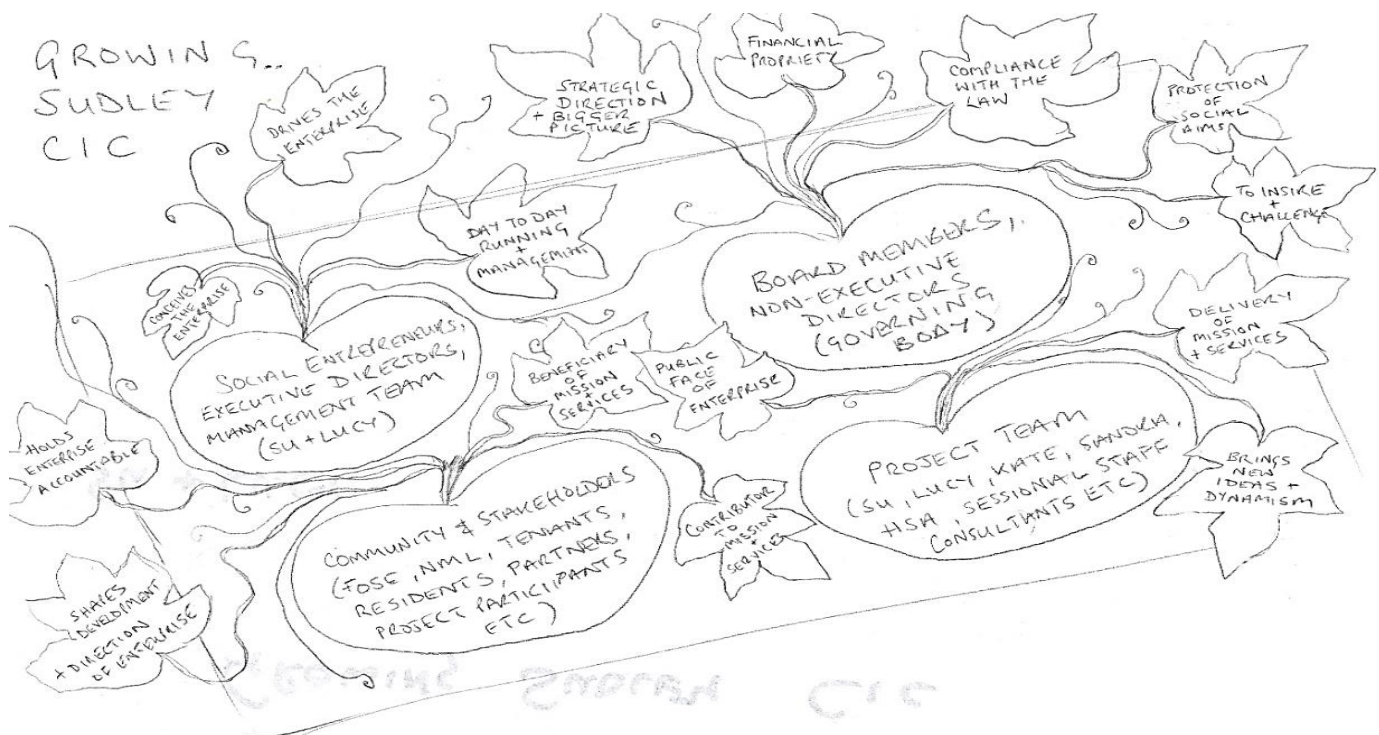 GROWING...
SUDLEY
CIC
DRIVES THE
ENTERPRISE
STRATEGIC
DIRECTION
+ BIGGER
PICTURE
FINANCIAL
PROPRIETY
COMPLIANCE
WITH THE
LAW
PROTECTION
OF
SOCIAL
AIMS
TO INSIRE
+
CHALLENGE
DAY TO DAY
RUNNING
+
MANAGEMENT
CONCEIVES
THE
ENTERPRISE
SOCIAL ENTREPRENEURS,
EXECUTIVE DIRECTORS,
MANAGEMENT TEAM
(SU + LUCY)
BOARD MEMBERS,
NON-EXECUTIVE
DIRECTORS
(GOVERNING
BODY)
BENEFICIARY
OF
MISSION
+
SERVICES
PUBLIC
FACE
OF
ENTERPRISE
DELIVERY
OF
MISSION
+ SERVICES
HOLDS
ENTERPRISE
ACCOUNTABLE
COMMUNITY & STAKEHOLDERS
(FOSE, NML, TENANTS,
RESIDENTS, PARTNERS,
PROJECT PARTICIPANTS
ETC)
CONTRIBUTOR
TO
MISSION
+
SERVICES
PROJECT TEAM
(SU, LUCY, KATE, SANDRA,
HSA, SESSIONAL STAFF
CONSULTANTS ETC)
BRINGS
NEW
IDEAS +
DYNAMISM
SHAPES
DEVELOPMENT
+ DIRECTION
OF ENTERPRISE
GROWING SUDLEY CIC